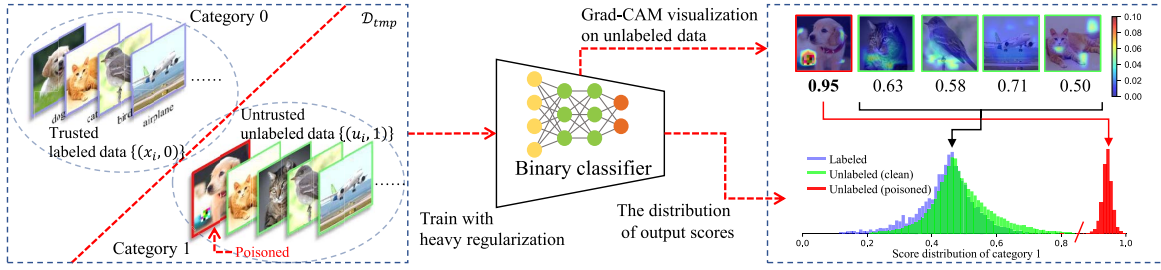 Category 0
𝒟tmp
dog
cat
bird
airplane
Trusted
labeled data {(xᵢ, 0)}
Untrusted
unlabeled data {(uᵢ, 1)}
Category 1
Poisoned
Train with
heavy regularization
Binary classifier
Grad-CAM visualization
on unlabeled data
The distribution
of output scores
0.95 0.63 0.58 0.71 0.50
0.10
0.08
0.06
0.04
0.02
0.00
Labeled
Unlabeled (clean)
Unlabeled (poisoned)
0,0 0,2 0,4 0,6 0,8 1,0
Score distribution of category 1